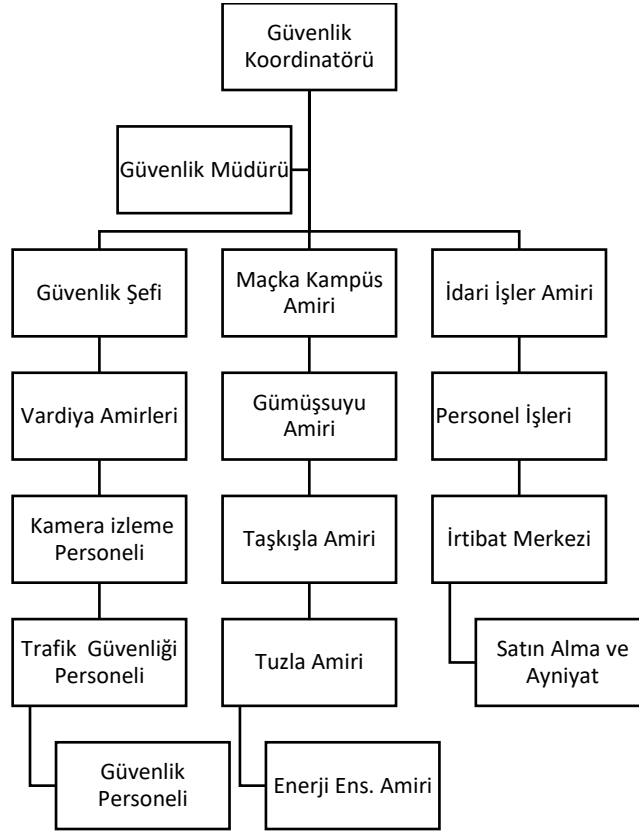 Güvenlik
Koordinatörü
Güvenlik Müdürü
Güvenlik Şefi
Maçka Kampüs
Amiri
İdari İşler Amiri
Vardiya Amirleri
Gümüşsuyu
Amiri
Personel İşleri
Kamera izleme
Personeli
Taşkışla Amiri
İrtibat Merkezi
Trafik Güvenliği
Personeli
Tuzla Amiri
Satın Alma ve
Ayniyat
Güvenlik
Personeli
Enerji Ens. Amiri